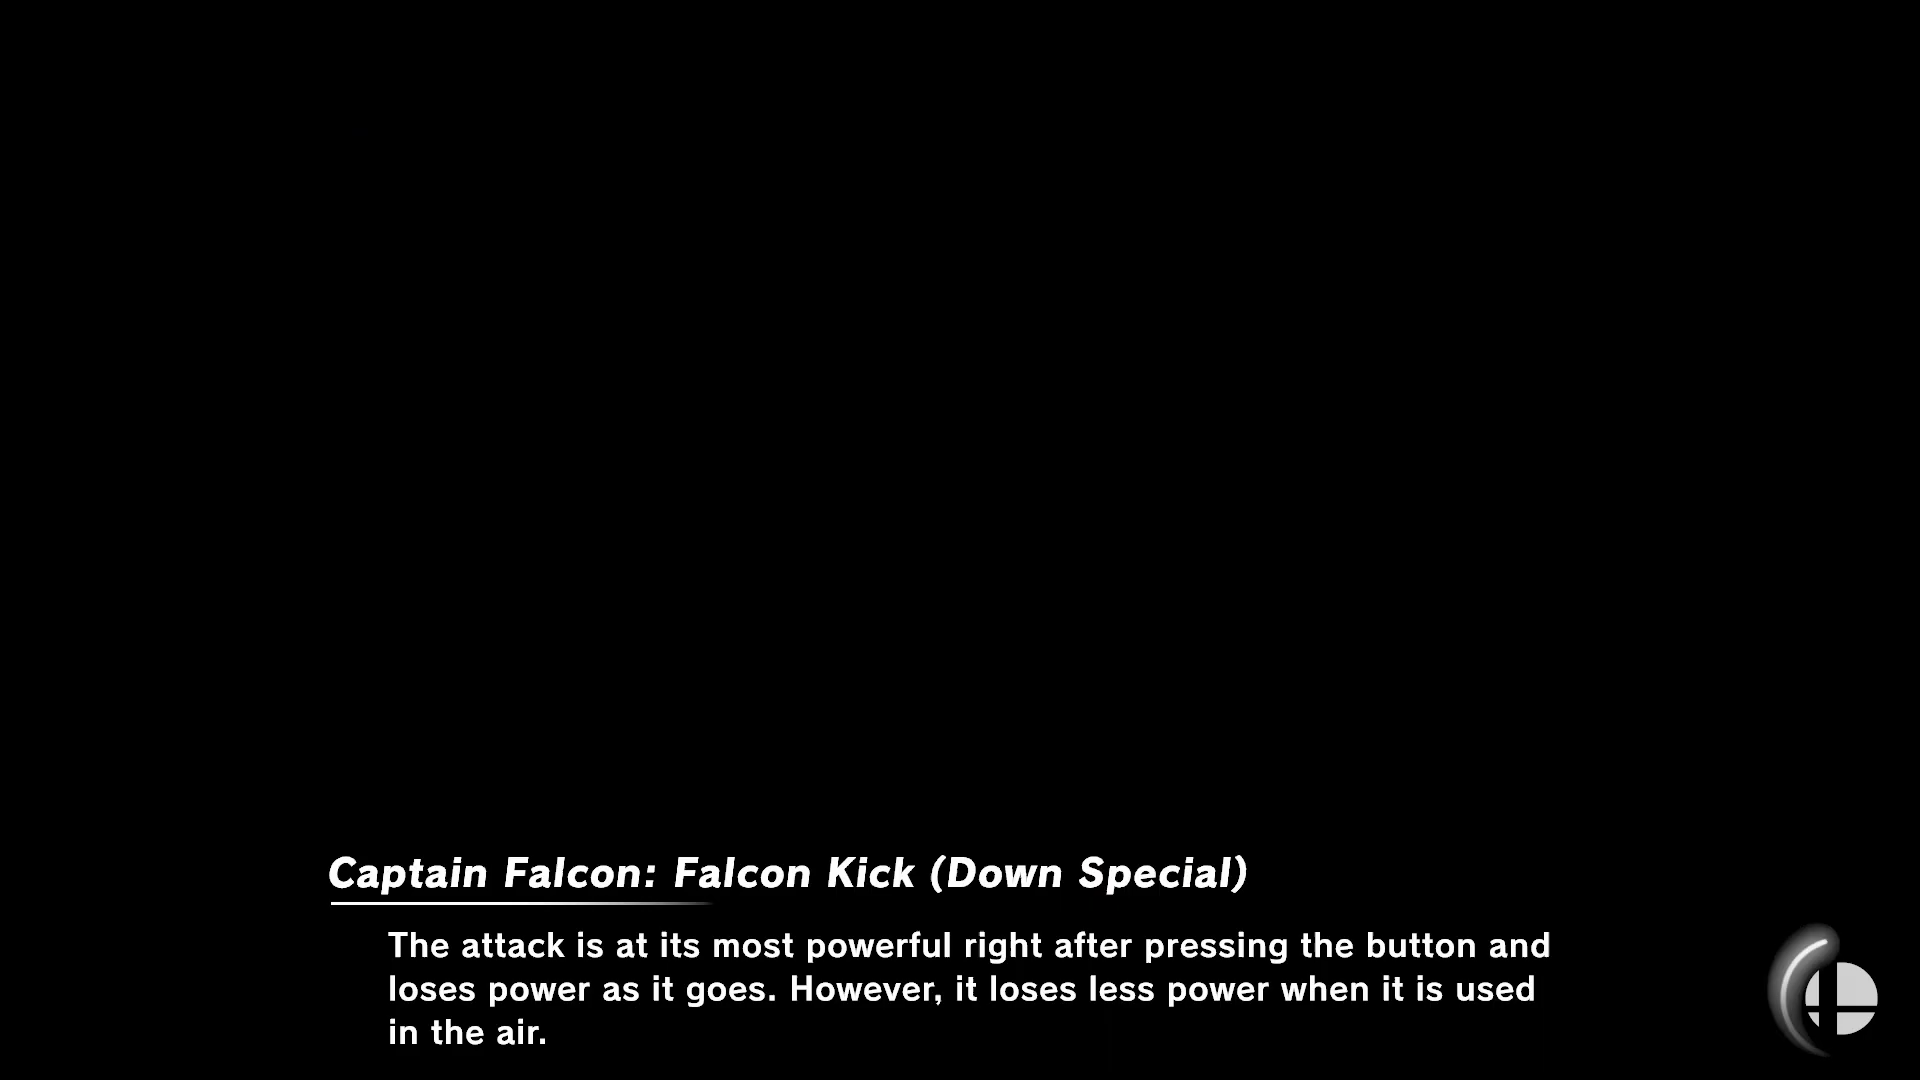 Captain Falcon: Falcon Kick (Down Special)
The attack is at its most powerful right after pressing the button and
loses power as it goes. However, it loses less power when it is used
in the air.